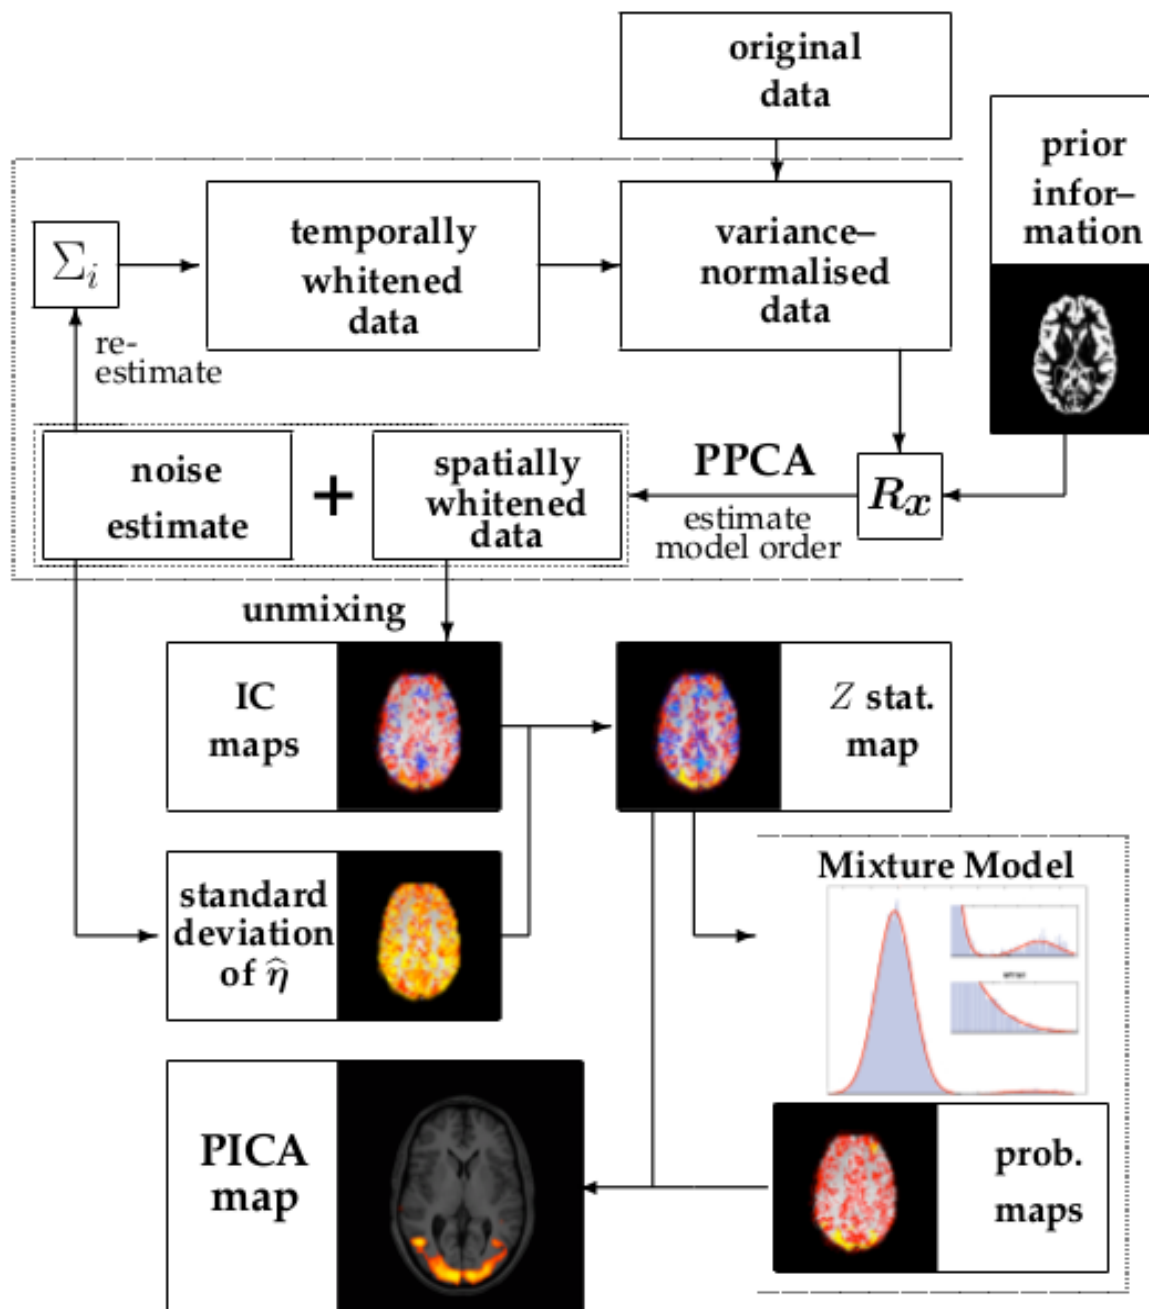 original
data
prior
infor–
mation
Σi
temporally
whitened
data
variance–
normalised
data
re-
estimate
noise
estimate
+
spatially
whitened
data
PPCA
estimate
model order
Rx
unmixing
IC
maps
Z stat.
map
standard
deviation
of η̂
Mixture Model
PICA
map
prob.
maps